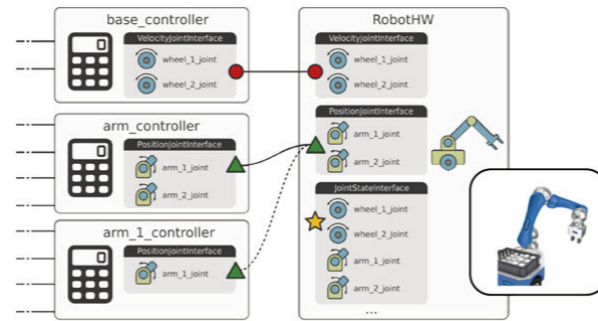 base_controller
VelocityJointInterface
wheel_1_joint
wheel_2_joint
arm_controller
PositionJointInterface
arm_1_joint
arm_2_joint
arm_1_controller
PositionJointInterface
arm_1_joint
RobotHW
VelocityJointInterface
wheel_1_joint
wheel_2_joint
PositionJointInterface
arm_1_joint
arm_2_joint
JointStateInterface
wheel_1_joint
wheel_2_joint
arm_1_joint
arm_2_joint
...